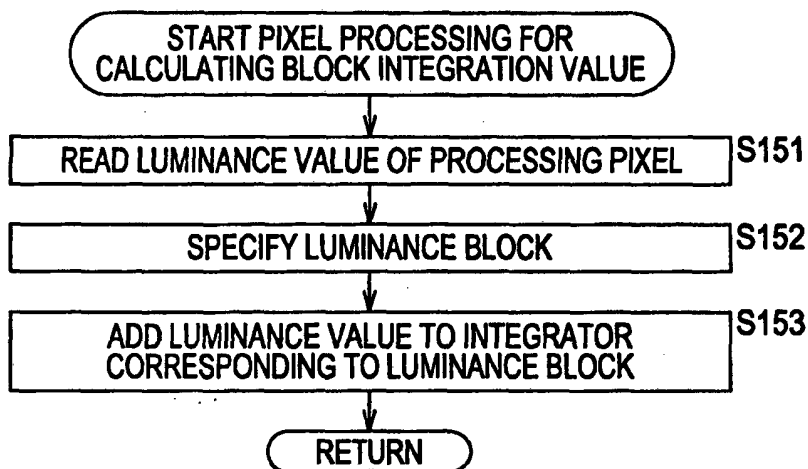 START PIXEL PROCESSING FOR
CALCULATING BLOCK INTEGRATION VALUE
READ LUMINANCE VALUE OF PROCESSING PIXEL
S151
SPECIFY LUMINANCE BLOCK
S152
ADD LUMINANCE VALUE TO INTEGRATOR
CORRESPONDING TO LUMINANCE BLOCK
S153
RETURN